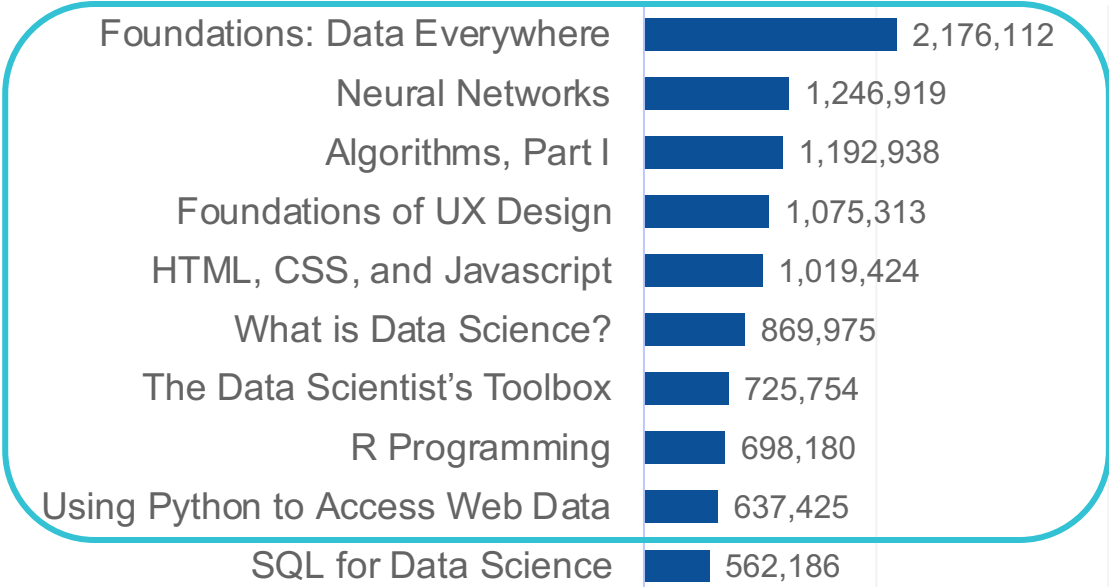 Foundations: Data Everywhere 2,176,112
Neural Networks 1,246,919
Algorithms, Part I 1,192,938
Foundations of UX Design 1,075,313
HTML, CSS, and Javascript 1,019,424
What is Data Science? 869,975
The Data Scientist’s Toolbox 725,754
R Programming 698,180
Using Python to Access Web Data 637,425
SQL for Data Science 562,186